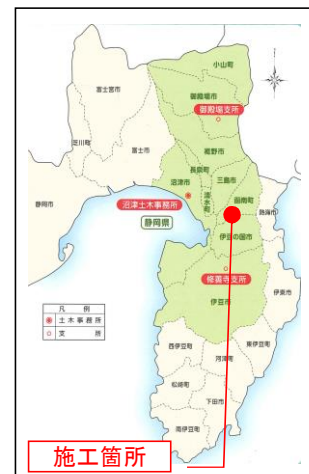 小山町
御殿場市
御殿場支所
富士宮市
裾野市
芝川町
富士市
長泉町
沼津市
三島市
清水町
函南町
熱海市
静岡市
沼津土木事務所
静岡県
伊豆の国市
修善寺支所
伊東市
伊豆市
凡例
土木事務所
支所
西伊豆町
東伊豆町
河津町
松崎町
下田市
南伊豆町
施工箇所